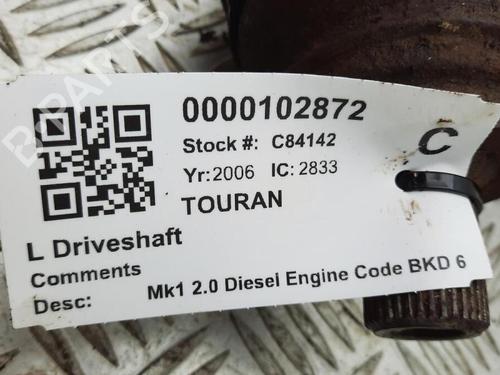 0000102872
Stock #: C84142
Yr:2006 IC: 2833
TOURAN
C
L Driveshaft
Comments
Desc: Mk1 2.0 Diesel Engine Code BKD 6
B-PARTS